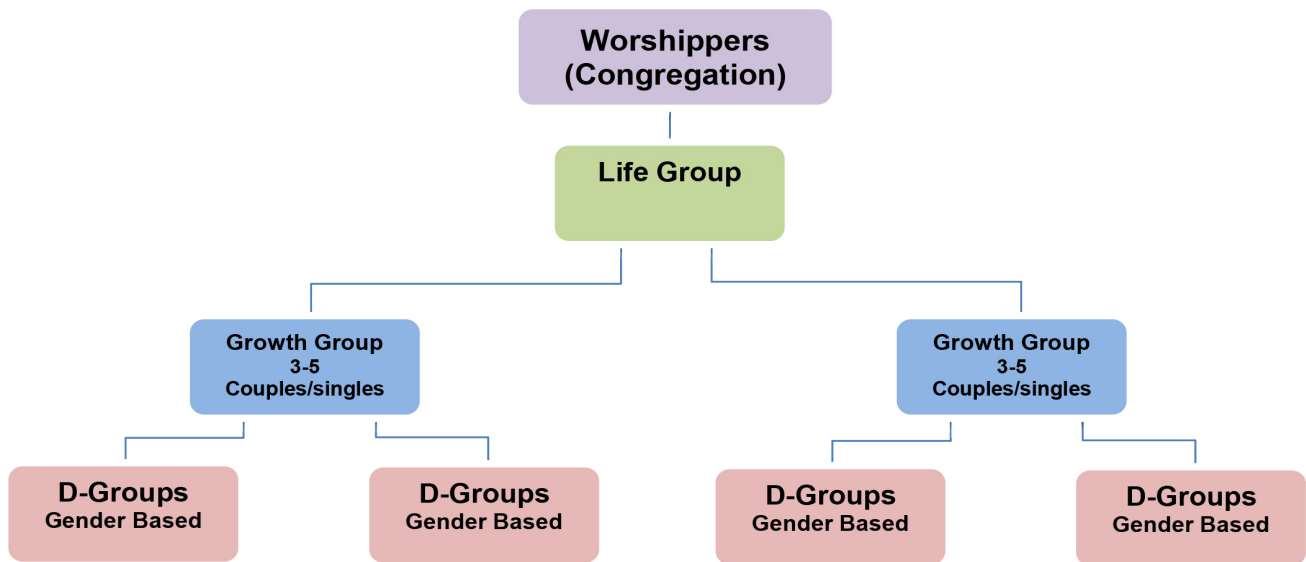 Worshippers
(Congregation)
Life Group
Growth Group
3-5
Couples/singles
Growth Group
3-5
Couples/singles
D-Groups
Gender Based
D-Groups
Gender Based
D-Groups
Gender Based
D-Groups
Gender Based